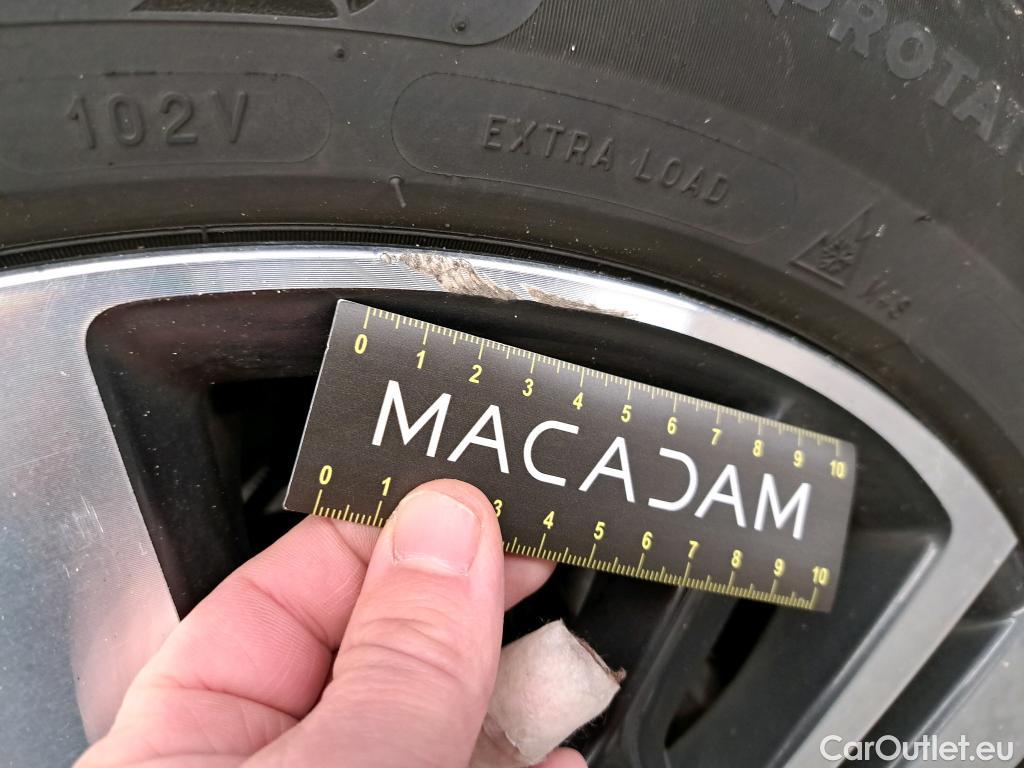 102V
EXTRA LOAD
ROTA
0 1 2 3 4 5 6 7 8 9 10
MACADAM
0 1 3 4 5 6 7 8 9 10
CarOutlet.eu